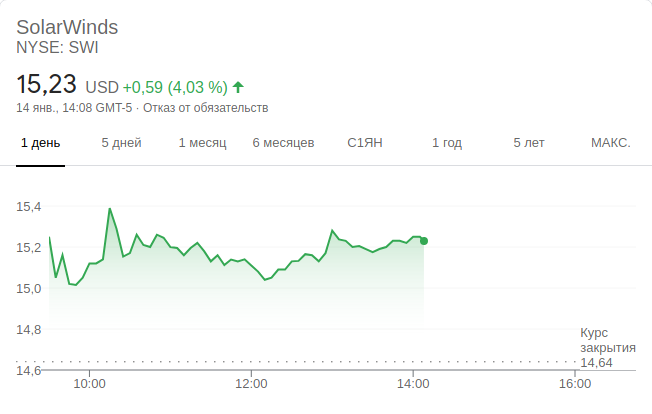 SolarWinds
NYSE: SWI
15,23 USD +0,59 (4,03 %)
14 янв., 14:08 GMT-5 · Отказ от обязательств
1 день 5 дней 1 месяц 6 месяцев С1ЯН 1 год 5 лет МАКС.
15,4
15,2
15,0
14,8
Курс
закрытия
14,64
14,6
10:00 12:00 14:00 16:00